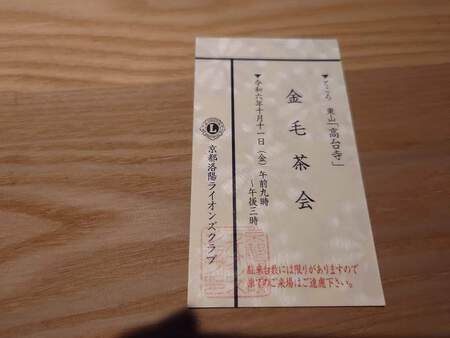 ▼ところ 東山「高台寺」
金毛茶会
▼令和六年十月十一日（金）午前九時
～午後三時
京都洛陽ライオンズクラブ
L
駐車台数には限りがありますので
車でのご来場はご遠慮下さい。